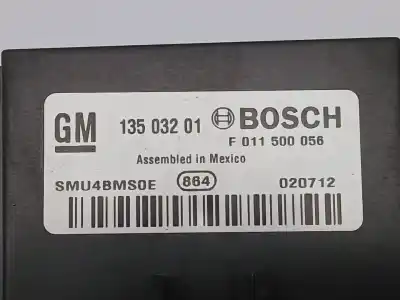 GM 135 032 01 BOSCH
F 011 500 056
Assembled in Mexico
SMU4BMS0E 864 020712